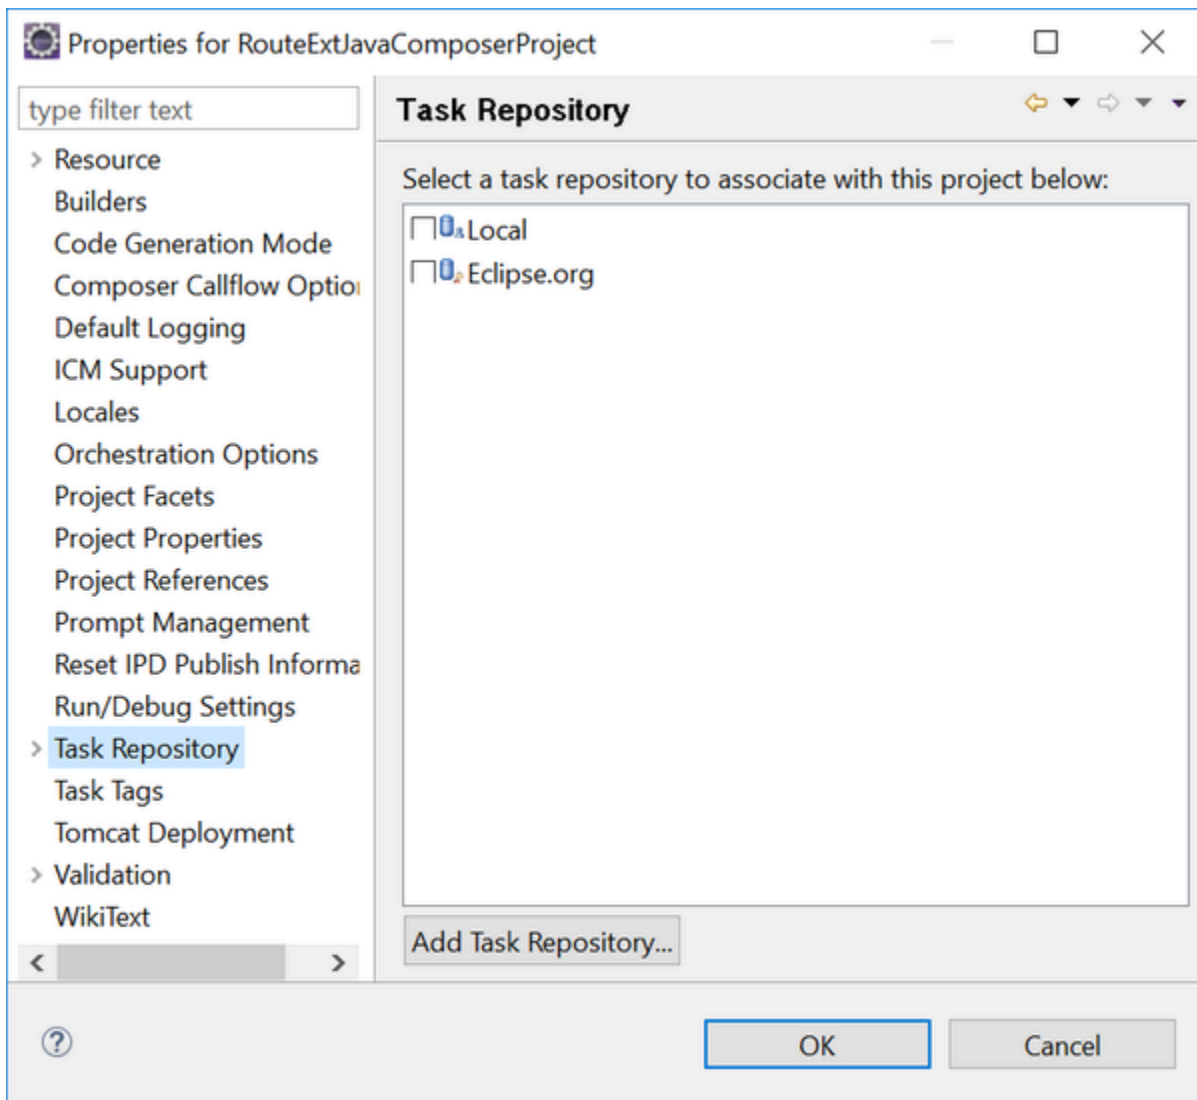 Properties for RouteExtJavaComposerProject
type filter text
Resource
Builders
Code Generation Mode
Composer Callflow Optio
Default Logging
ICM Support
Locales
Orchestration Options
Project Facets
Project Properties
Project References
Prompt Management
Reset IPD Publish Informa
Run/Debug Settings
Task Repository
Task Tags
Tomcat Deployment
Validation
WikiText
Task Repository
Select a task repository to associate with this project below:
Local
Eclipse.org
Add Task Repository...
OK
Cancel